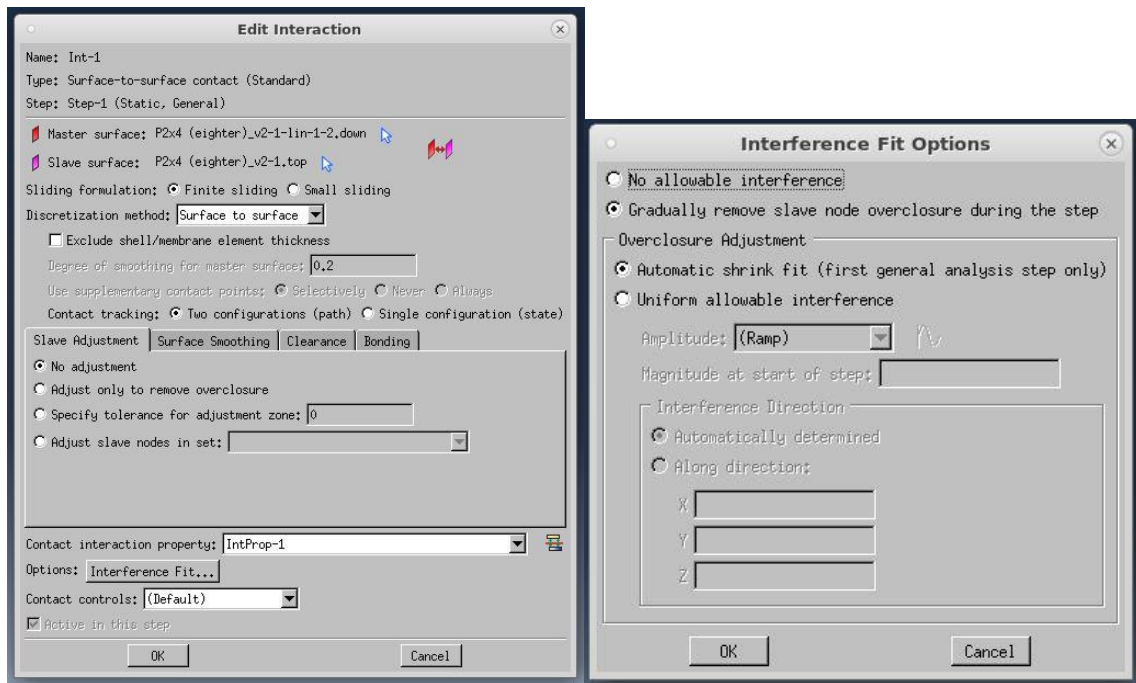 Edit Interaction
Name: Int-1
Type: Surface-to-surface contact (Standard)
Step: Step-1 (Static, General)
Master surface: P2x4 (eighter)_v2-1-lin-1-2.down
Slave surface: P2x4 (eighter)_v2-1.top
Sliding formulation: Finite sliding Small sliding
Discretization method: Surface to surface
Exclude shell/membrane element thickness
Degree of smoothing for master surface: 0.2
Use supplementary contact points: Selectively Never Always
Contact tracking: Two configurations (path) Single configuration (state)
Slave Adjustment Surface Smoothing Clearance Bonding
No adjustment
Adjust only to remove overclosure
Specify tolerance for adjustment zone: 0
Adjust slave nodes in set:
Contact interaction property: IntProp-1
Options: Interference Fit...
Contact controls: (Default)
Active in this step
OK Cancel
Interference Fit Options
No allowable interference
Gradually remove slave node overclosure during the step
Overclosure Adjustment
Automatic shrink fit (first general analysis step only)
Uniform allowable interference
Amplitude: (Ramp)
Magnitude at start of step:
Interference Direction
Automatically determined
Along direction:
X
Y
Z
OK Cancel